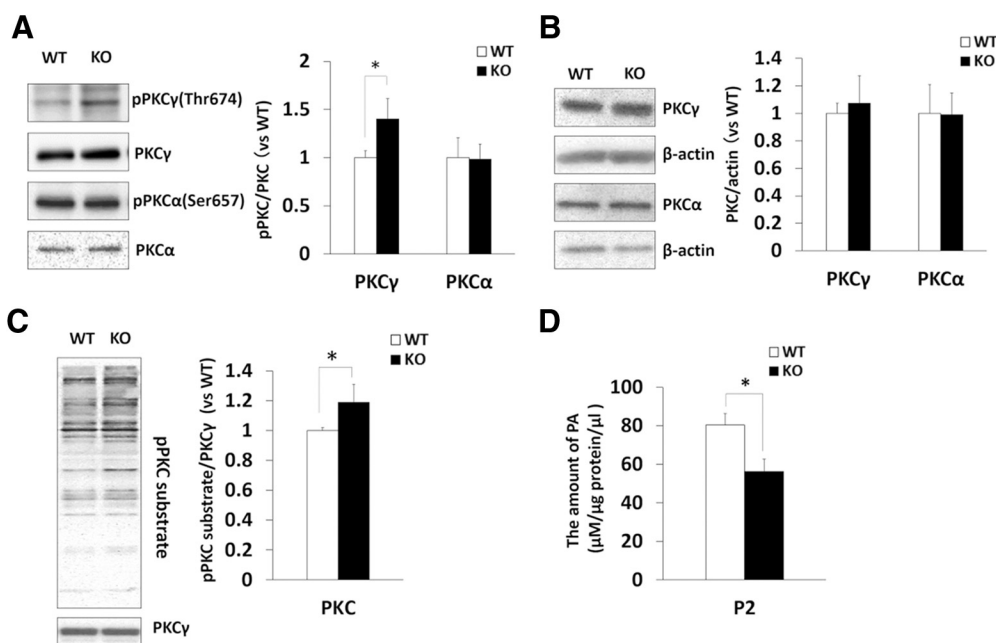 A
WT KO
pPKCγ(Thr674)
PKCγ
pPKCα(Ser657)
PKCα
WT
KO
*
pPKC/PKC (vs WT)
2
1.5
1
0.5
0
PKCγ PKCα
B
WT KO
PKCγ
β-actin
PKCα
β-actin
WT
KO
PKC/actin (vs WT)
1.4
1.2
1
0.8
0.6
0.4
0.2
0
PKCγ PKCα
C
WT KO
pPKC substrate
PKCγ
WT
KO
*
pPKC substrate/PKCγ (vs WT)
1.4
1.2
1
0.8
0.6
0.4
0.2
0
PKC
D
WT
KO
*
The amount of PA
(μM/μg protein/μl)
100
80
60
40
20
0
P2